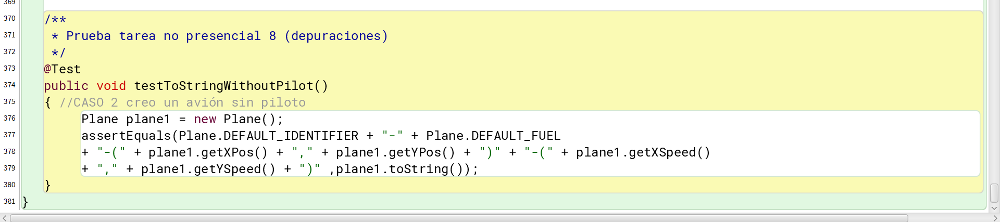 369
370 /**
371 * Prueba tarea no presencial 8 (depuraciones)
372 */
373 @Test
374 public void testToStringWithoutPilot()
375 { //CASO 2 creo un avión sin piloto
376 Plane plane1 = new Plane();
377 assertEquals(Plane.DEFAULT_IDENTIFIER + "-" + Plane.DEFAULT_FUEL
378 + "-(" + plane1.getXPos() + "," + plane1.getYPos() + ")" + "-(" + plane1.getXSpeed()
379 + "," + plane1.getYSpeed() + ")" ,plane1.toString());
380 }
381 }